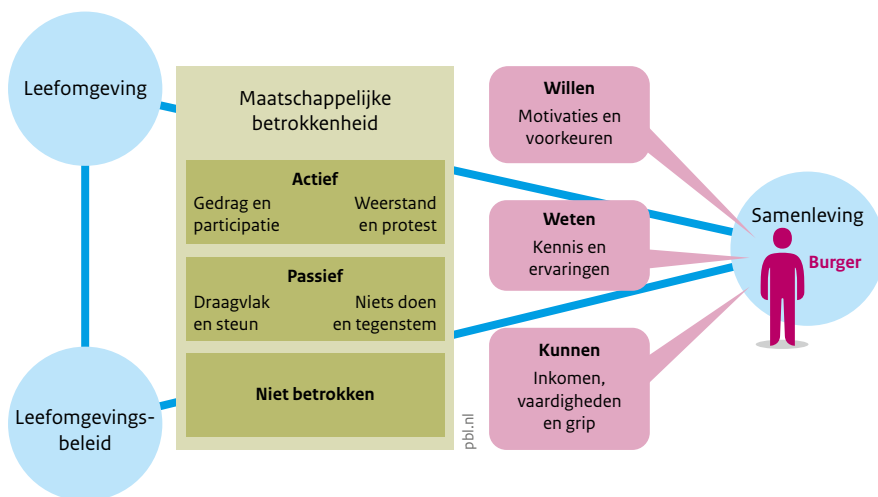 Leefomgeving
Maatschappelijke
betrokkenheid
Actief
Gedrag en
participatie
Weerstand
en protest
Passief
Draagvlak
en steun
Niets doen
en tegenstem
Niet betrokken
Leefomgevings-
beleid
pbl.nl
Willen
Motivaties en
voorkeuren
Weten
Kennis en
ervaringen
Kunnen
Inkomen,
vaardigheden
en grip
Samenleving
Burger